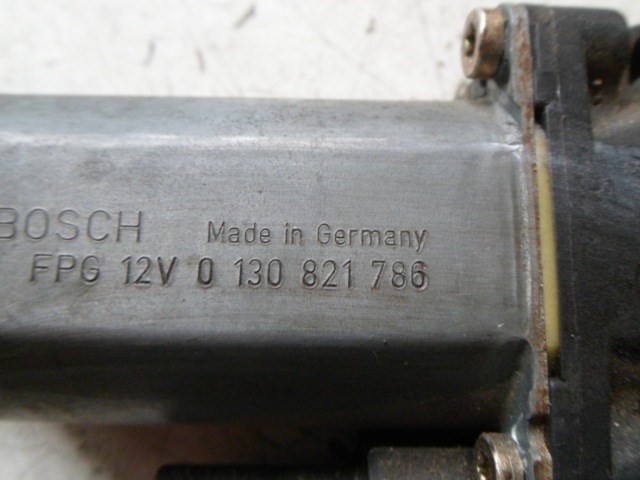 BOSCH Made in Germany
FPG 12V 0 130 821 786